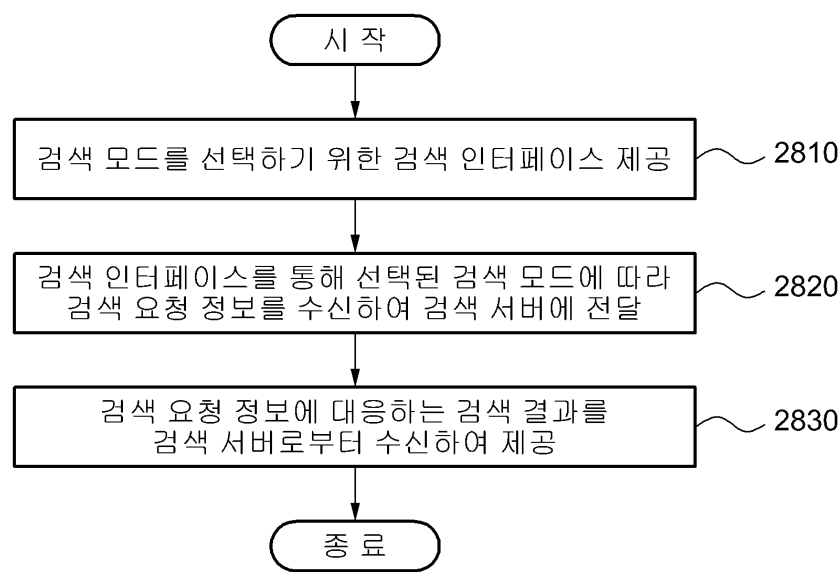 시 작
검색 모드를 선택하기 위한 검색 인터페이스 제공
2810
검색 인터페이스를 통해 선택된 검색 모드에 따라
검색 요청 정보를 수신하여 검색 서버에 전달
2820
검색 요청 정보에 대응하는 검색 결과를
검색 서버로부터 수신하여 제공
2830
종 료